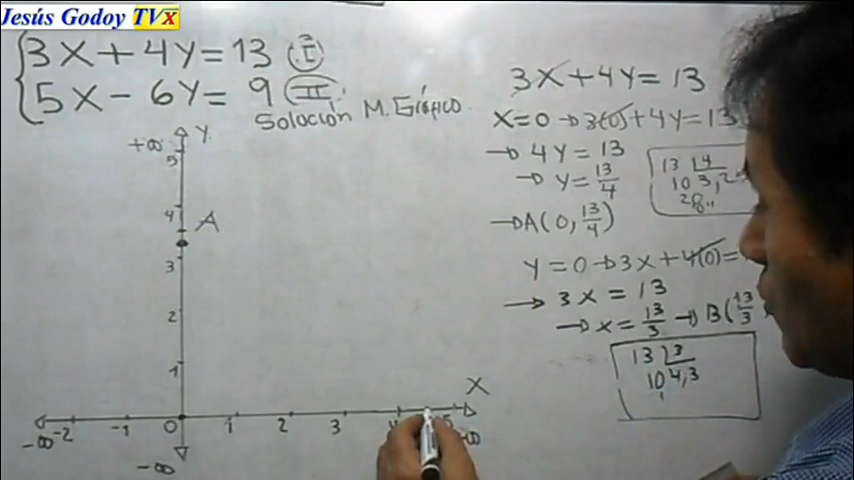 Jesús Godoy TVx
3X + 4Y = 13 (I)
5X - 6Y = 9 (II)
Solución M. Gráfico
+∞ Y
5
4 A
3
2
1
X
-∞ -2 -1 0 1 2 3 4 5 +∞
-∞
3X + 4Y = 13
X = 0 → 3(0) + 4Y = 13
→ 4Y = 13
→ Y = 13/4
→ A(0, 13/4)
13 4
10 3,2
Y = 0 → 3X + 4(0) =
→ 3X = 13
→ X = 13/3 → B(13/3
13 3
10 4,3
1